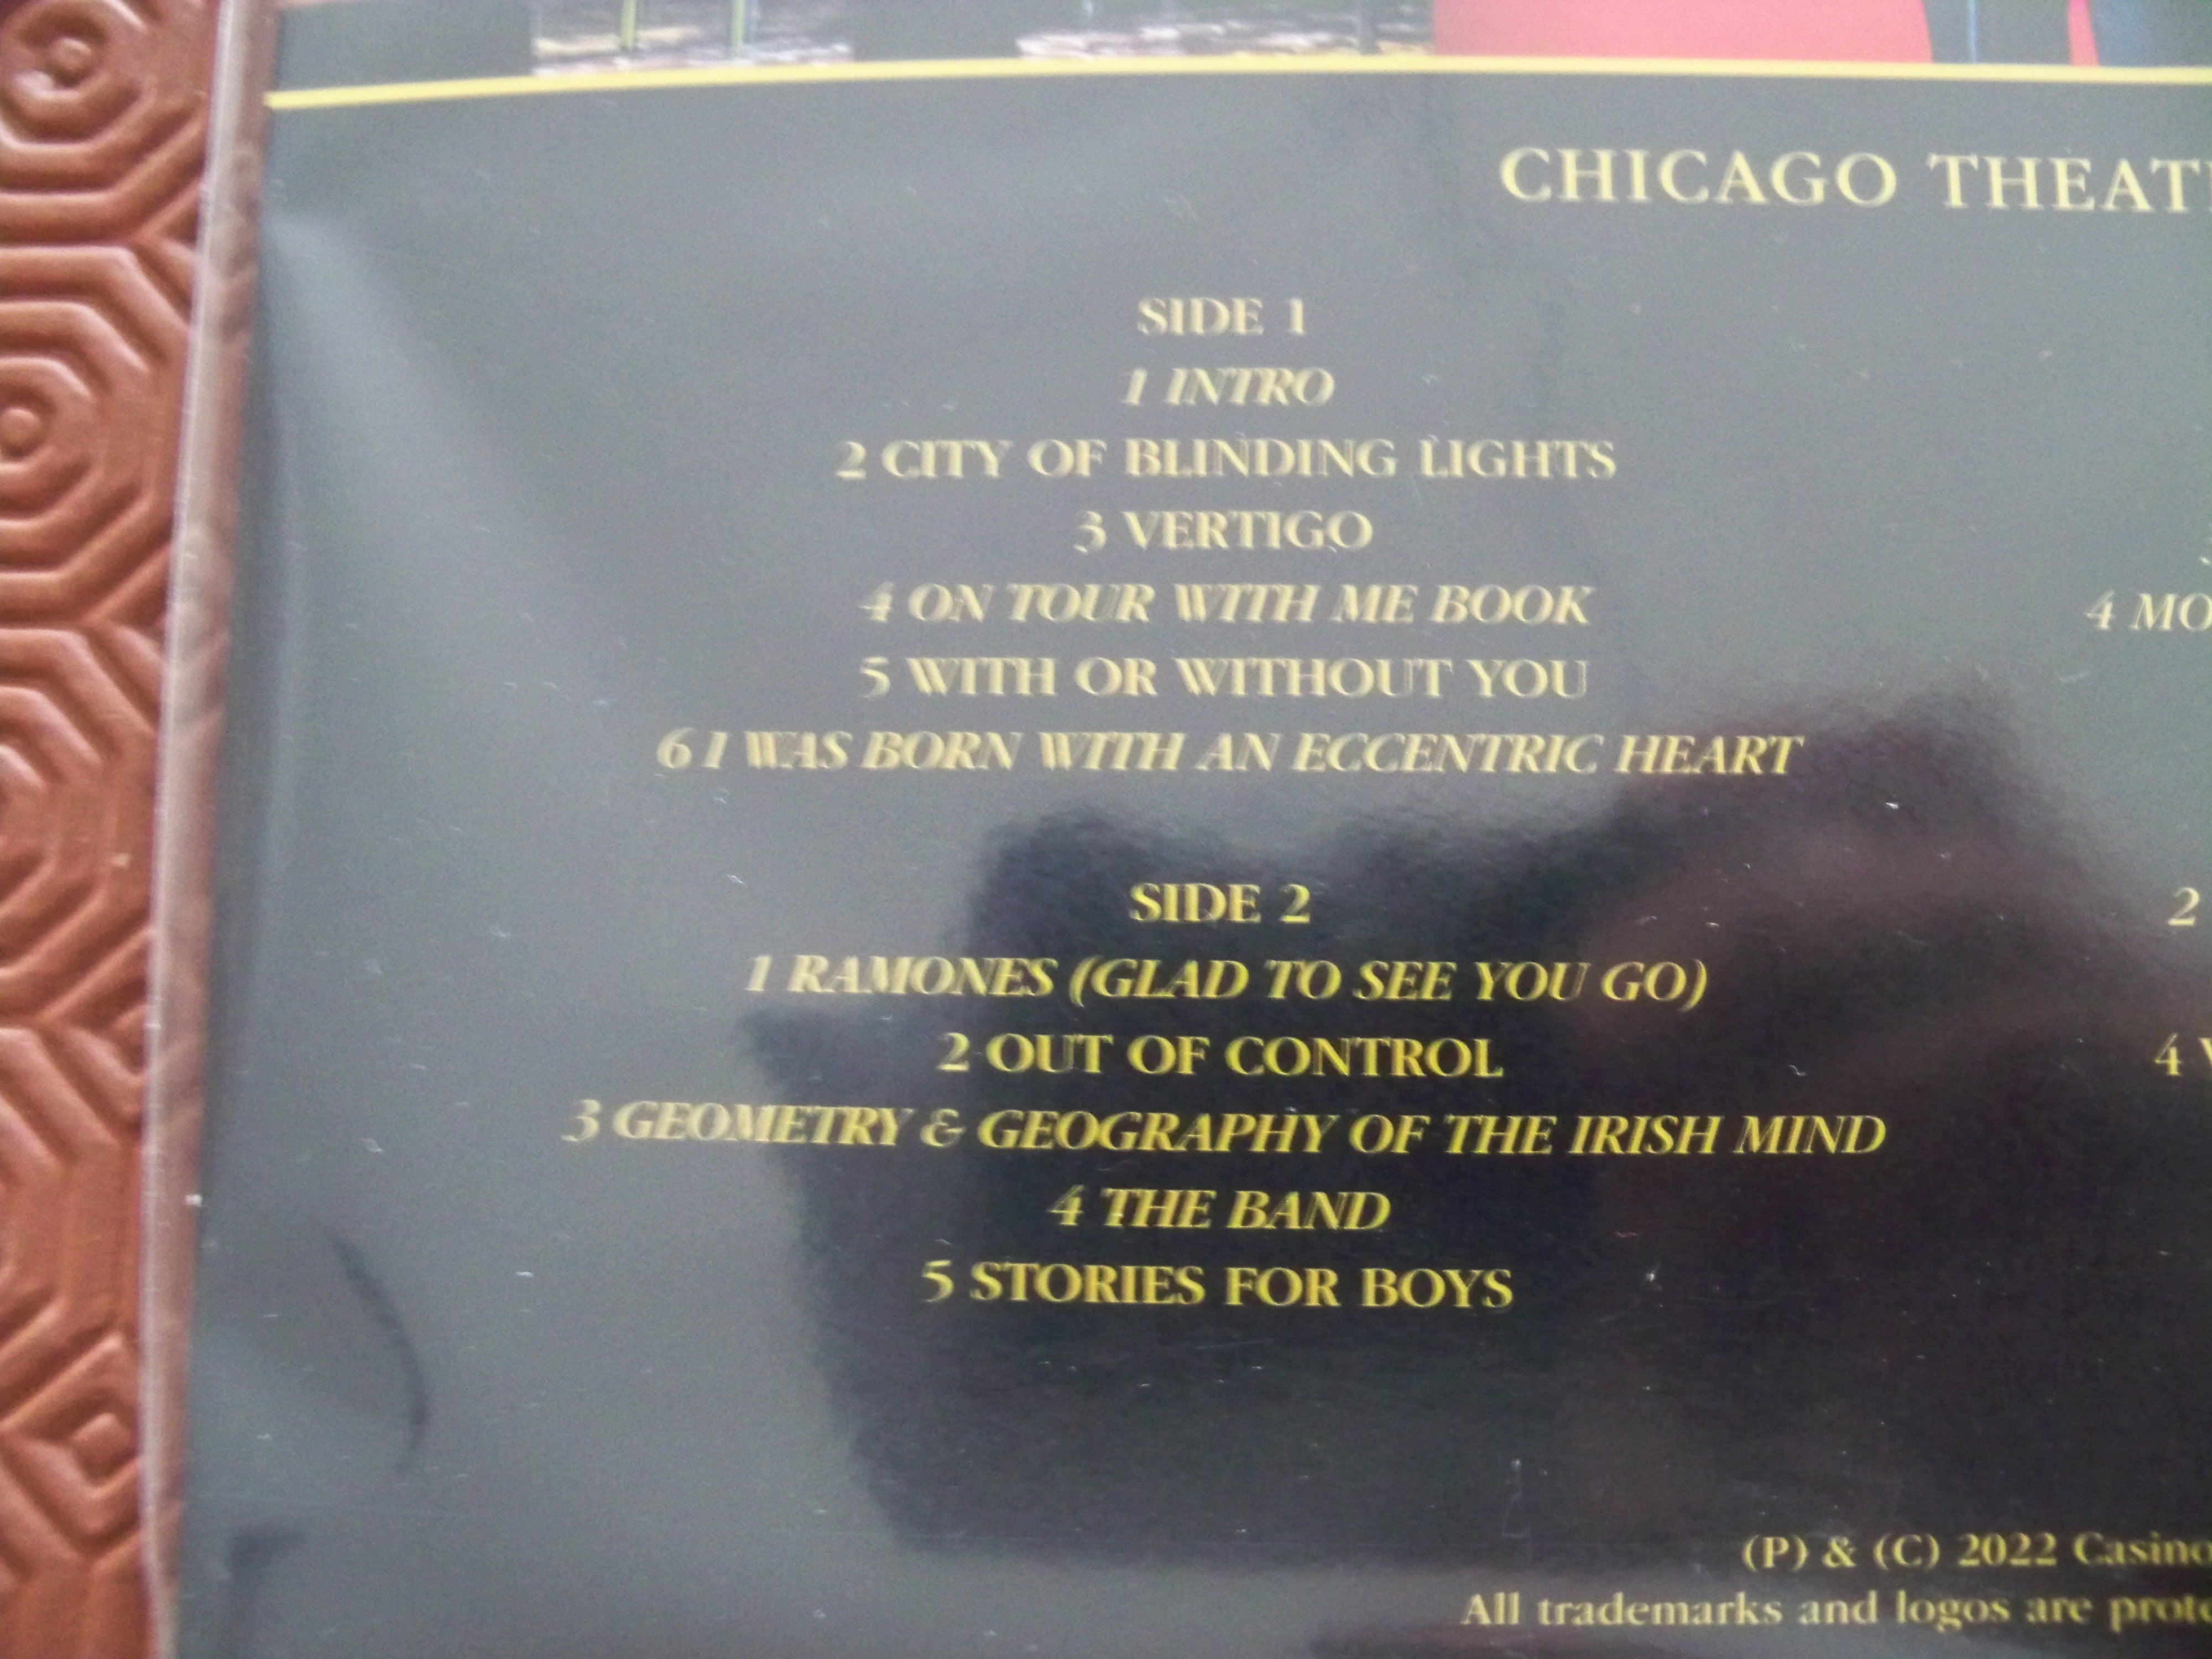 CHICAGO THEAT
SIDE 1
1 INTRO
2 CITY OF BLINDING LIGHTS
3 VERTIGO
4 ON TOUR WITH ME BOOK
5 WITH OR WITHOUT YOU
6 I WAS BORN WITH AN ECCENTRIC HEART
SIDE 2
1 RAMONES (GLAD TO SEE YOU GO)
2 OUT OF CONTROL
3 GEOMETRY & GEOGRAPHY OF THE IRISH MIND
4 THE BAND
5 STORIES FOR BOYS
4 MO
2
4
(P) & (C) 2022 Casino
All trademarks and logos are prote